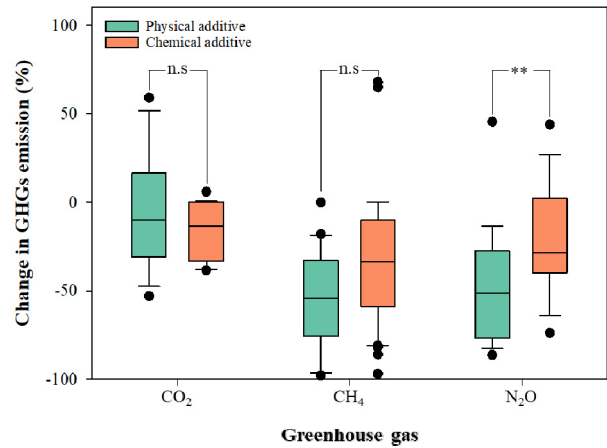 Physical additive
Chemical additive
n.s
n.s
**
100
50
0
-50
-100
Change in GHGs emission (%)
CO₂
CH₄
N₂O
Greenhouse gas